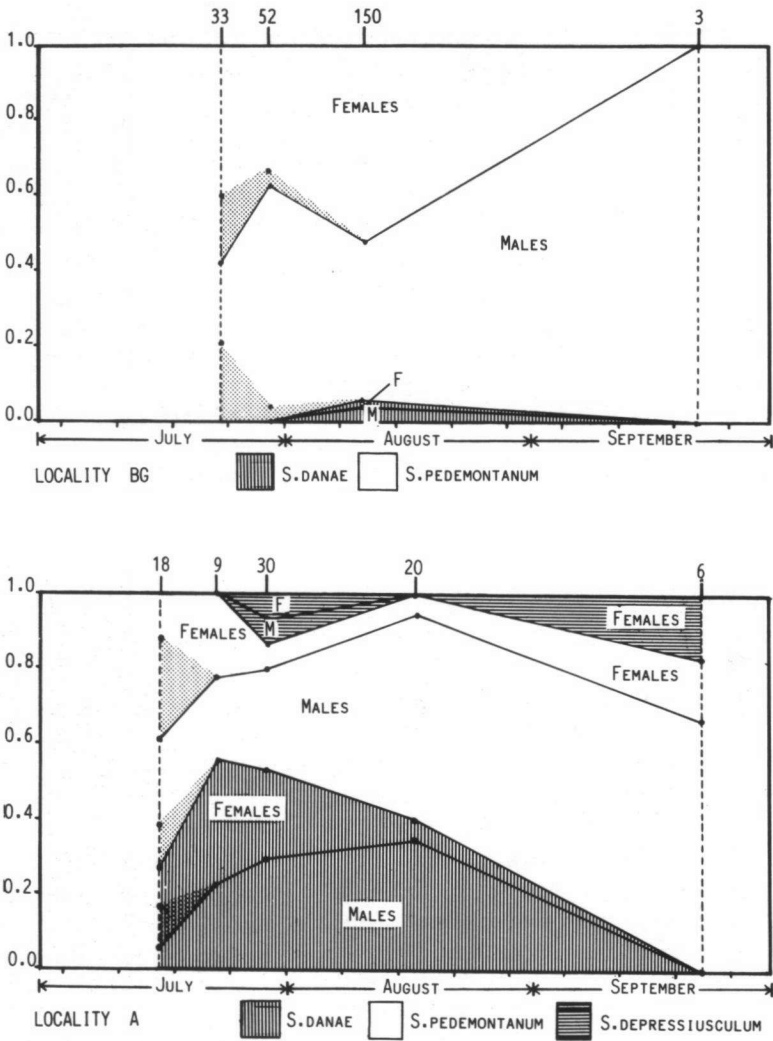 33 52 150 3
1.0
FEMALES
0.8
0.6
MALES
0.4
0.2
F
M
0.0
JULY AUGUST SEPTEMBER
LOCALITY BG S.DANAE S.PEDEMONTANUM
18 9 30 20 6
1.0
F
FEMALES
M
FEMALES
0.8
FEMALES
MALES
0.6
FEMALES
0.4
0.2
MALES
0.0
JULY AUGUST SEPTEMBER
LOCALITY A S.DANAE S.PEDEMONTANUM S.DEPRESSIUSCULUM